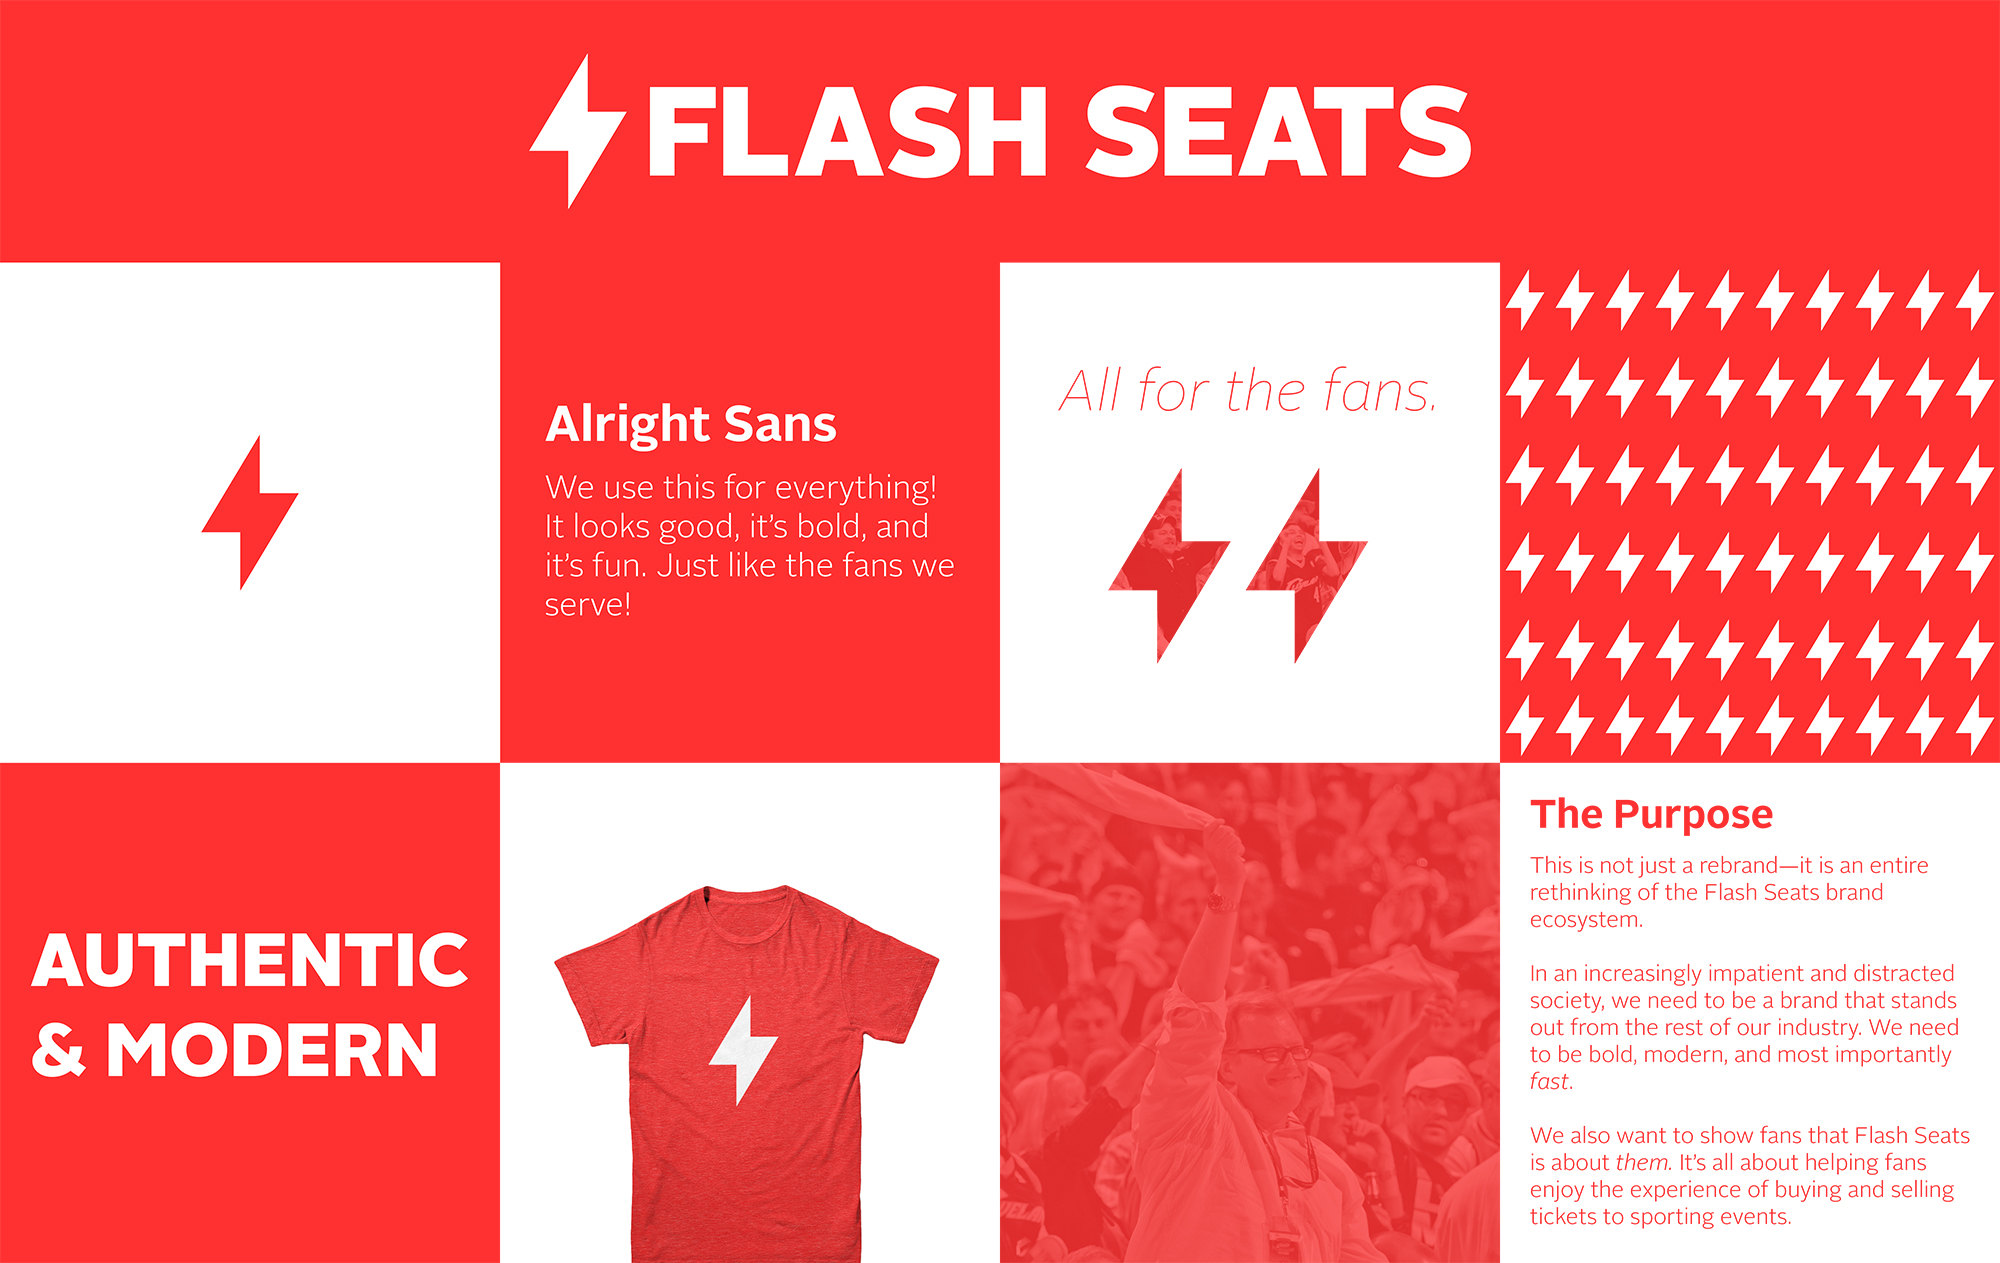 FLASH SEATS
Alright Sans
We use this for everything!
It looks good, it’s bold, and
it’s fun. Just like the fans we
serve!
All for the fans.
AUTHENTIC
& MODERN
The Purpose
This is not just a rebrand—it is an entire
rethinking of the Flash Seats brand
ecosystem.
In an increasingly impatient and distracted
society, we need to be a brand that stands
out from the rest of our industry. We need
to be bold, modern, and most importantly
fast.
We also want to show fans that Flash Seats
is about them. It’s all about helping fans
enjoy the experience of buying and selling
tickets to sporting events.